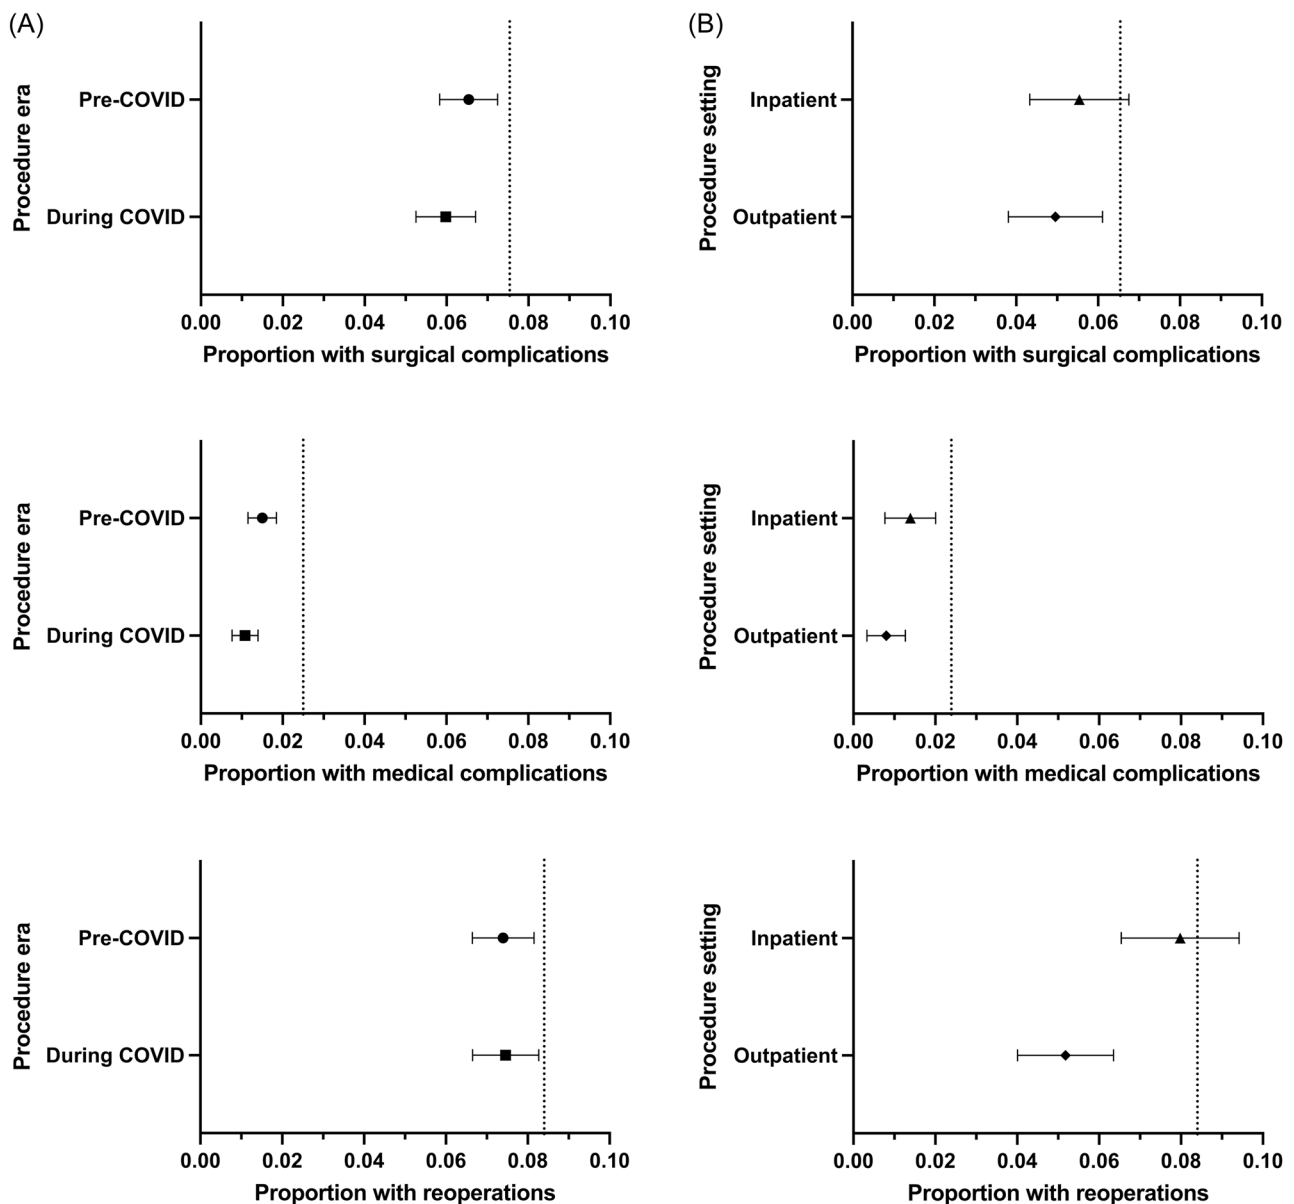 (A)
Procedure era
Pre-COVID
During COVID
0.00 0.02 0.04 0.06 0.08 0.10
Proportion with surgical complications
(B)
Procedure setting
Inpatient
Outpatient
0.00 0.02 0.04 0.06 0.08 0.10
Proportion with surgical complications
Procedure era
Pre-COVID
During COVID
0.00 0.02 0.04 0.06 0.08 0.10
Proportion with medical complications
Procedure setting
Inpatient
Outpatient
0.00 0.02 0.04 0.06 0.08 0.10
Proportion with medical complications
Procedure era
Pre-COVID
During COVID
0.00 0.02 0.04 0.06 0.08 0.10
Proportion with reoperations
Procedure setting
Inpatient
Outpatient
0.00 0.02 0.04 0.06 0.08 0.10
Proportion with reoperations